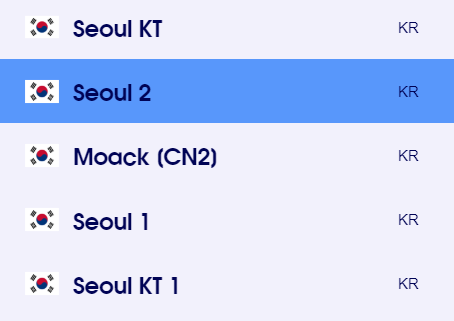 Seoul KT KR
Seoul 2 KR
Moack (CN2) KR
Seoul 1 KR
Seoul KT 1 KR